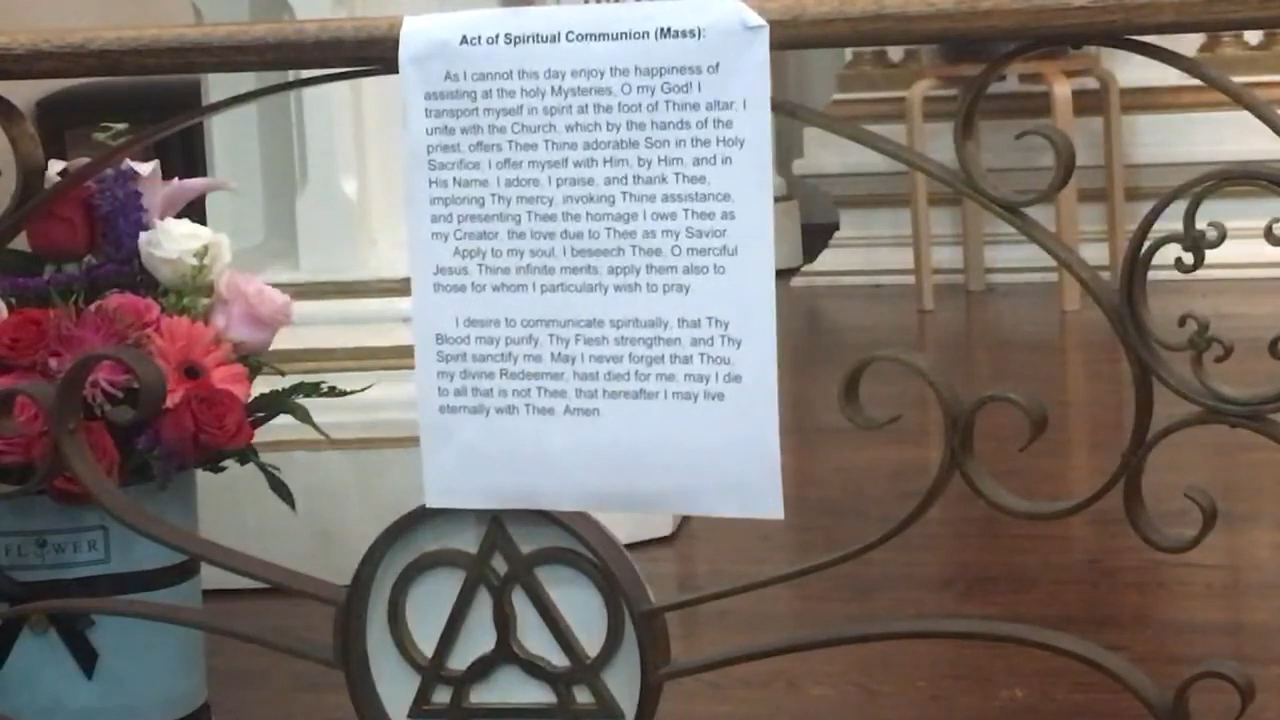 Act of Spiritual Communion (Mass):
As I cannot this day enjoy the happiness of
assisting at the holy Mysteries, O my God! I
transport myself in spirit at the foot of Thine altar; I
unite with the Church, which by the hands of the
priest, offers Thee Thine adorable Son in the Holy
Sacrifice; I offer myself with Him, by Him, and in
His Name. I adore, I praise, and thank Thee,
imploring Thy mercy, invoking Thine assistance,
and presenting Thee the homage I owe Thee as
my Creator, the love due to Thee as my Savior.
Apply to my soul, I beseech Thee, O merciful
Jesus, Thine infinite merits; apply them also to
those for whom I particularly wish to pray.
I desire to communicate spiritually, that Thy
Blood may purify, Thy Flesh strengthen, and Thy
Spirit sanctify me. May I never forget that Thou,
my divine Redeemer, hast died for me; may I die
to all that is not Thee, that hereafter I may live
eternally with Thee. Amen.
FLOWER